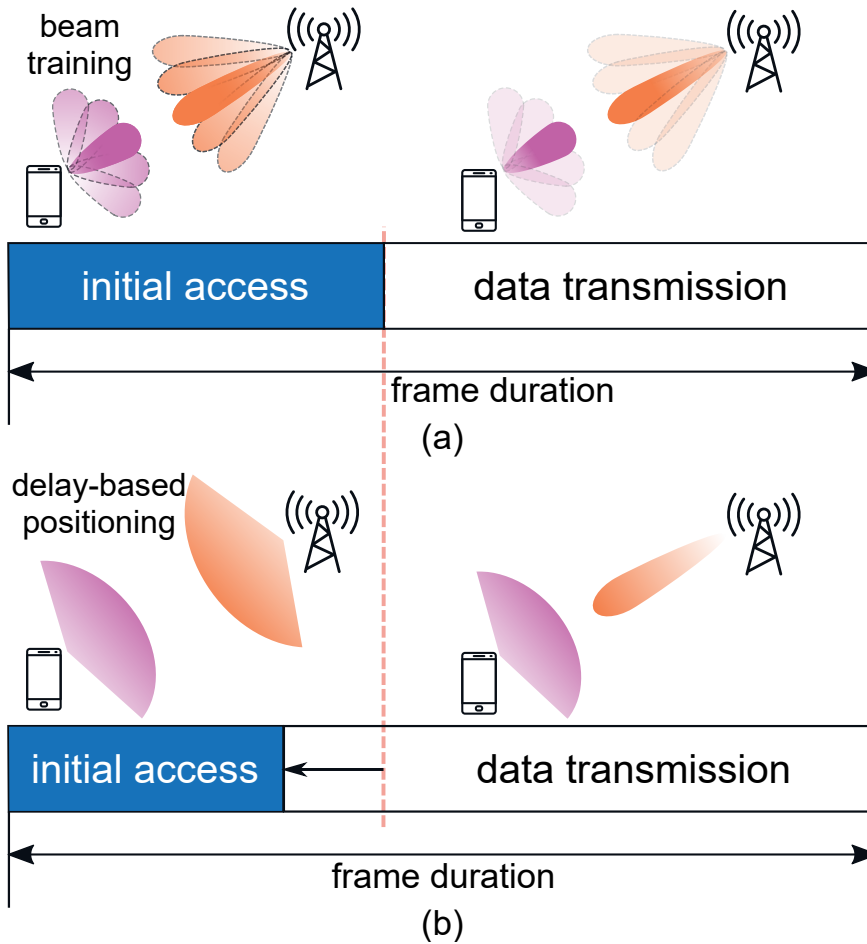 beam
training
initial access
data transmission
frame duration
(a)
delay-based
positioning
initial access
data transmission
frame duration
(b)